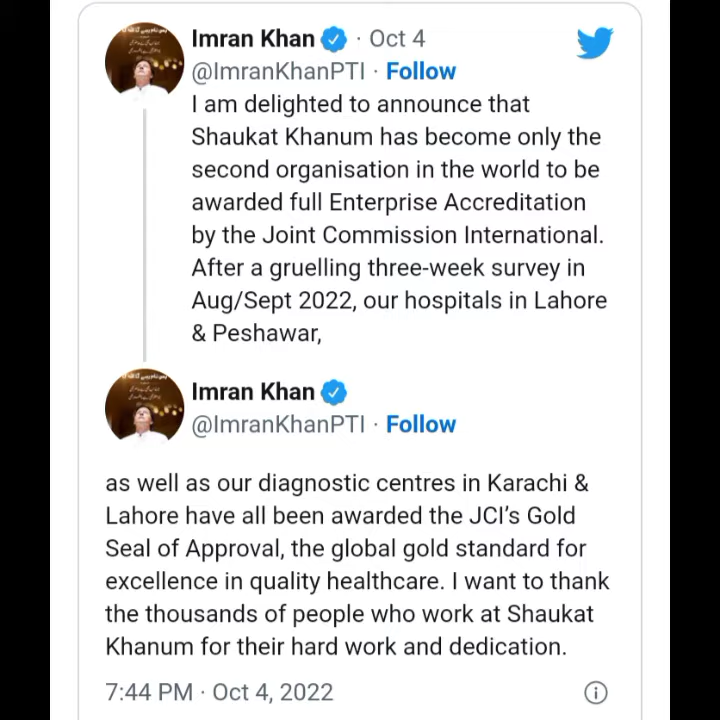 Imran Khan · Oct 4
@ImranKhanPTI · Follow
I am delighted to announce that
Shaukat Khanum has become only the
second organisation in the world to be
awarded full Enterprise Accreditation
by the Joint Commission International.
After a gruelling three-week survey in
Aug/Sept 2022, our hospitals in Lahore
& Peshawar,
Imran Khan
@ImranKhanPTI · Follow
as well as our diagnostic centres in Karachi &
Lahore have all been awarded the JCI’s Gold
Seal of Approval, the global gold standard for
excellence in quality healthcare. I want to thank
the thousands of people who work at Shaukat
Khanum for their hard work and dedication.
7:44 PM · Oct 4, 2022